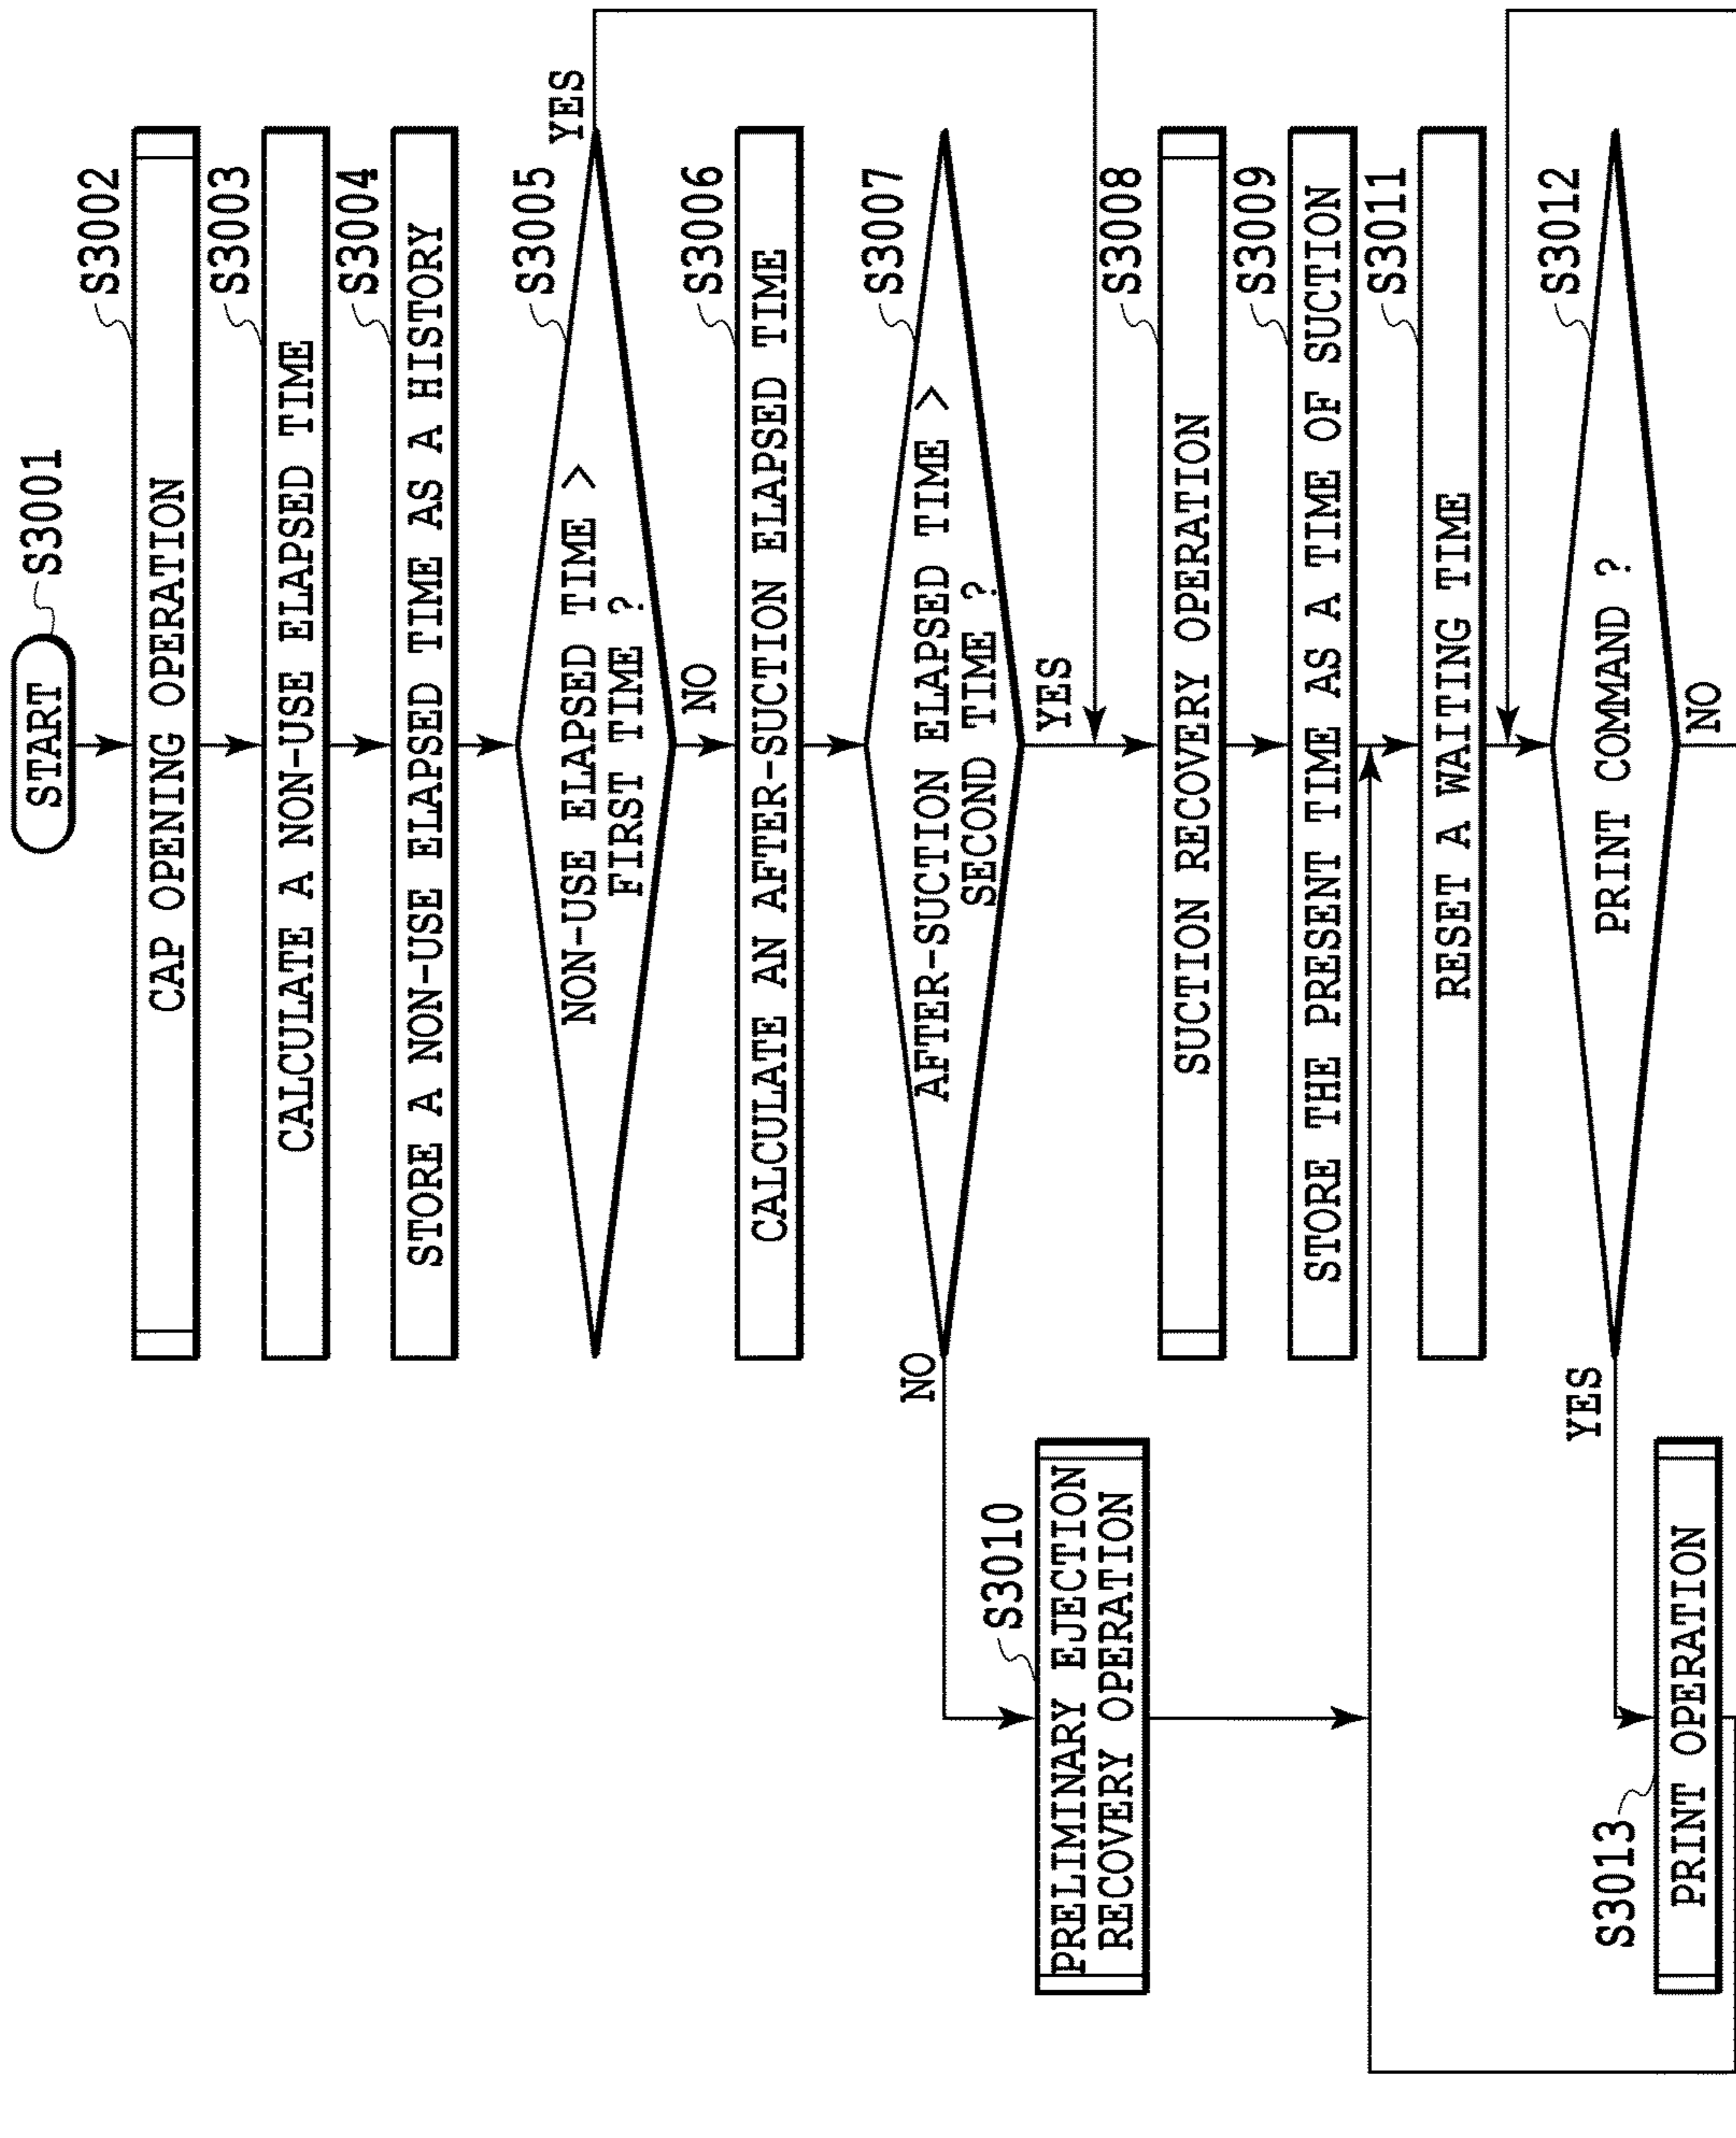 START
S3001
S3002
CAP OPENING OPERATION
S3003
CALCULATE A NON-USE ELAPSED TIME
S3004
STORE A NON-USE ELAPSED TIME AS A HISTORY
S3005
YES
NON-USE ELAPSED TIME >
FIRST TIME ?
NO
S3006
CALCULATE AN AFTER-SUCTION ELAPSED TIME
S3007
AFTER-SUCTION ELAPSED TIME >
SECOND TIME ?
NO
YES
S3010
PRELIMINARY EJECTION
RECOVERY OPERATION
S3008
SUCTION RECOVERY OPERATION
S3009
STORE THE PRESENT TIME AS A TIME OF SUCTION
S3011
RESET A WAITING TIME
S3012
PRINT COMMAND ?
YES
NO
S3013
PRINT OPERATION